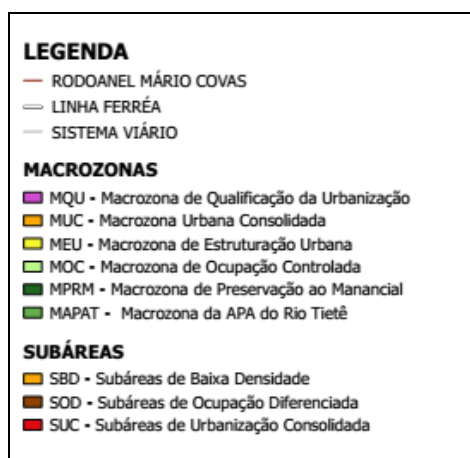 LEGENDA
RODOANEL MÁRIO COVAS
LINHA FERRÉA
SISTEMA VIÁRIO
MACROZONAS
MQU - Macrozona de Qualificação da Urbanização
MUC - Macrozona Urbana Consolidada
MEU - Macrozona de Estruturação Urbana
MOC - Macrozona de Ocupação Controlada
MPRM - Macrozona de Preservação ao Manancial
MAPAT - Macrozona da APA do Rio Tietê
SUBÁREAS
SBD - Subáreas de Baixa Densidade
SOD - Subáreas de Ocupação Diferenciada
SUC - Subáreas de Urbanização Consolidada